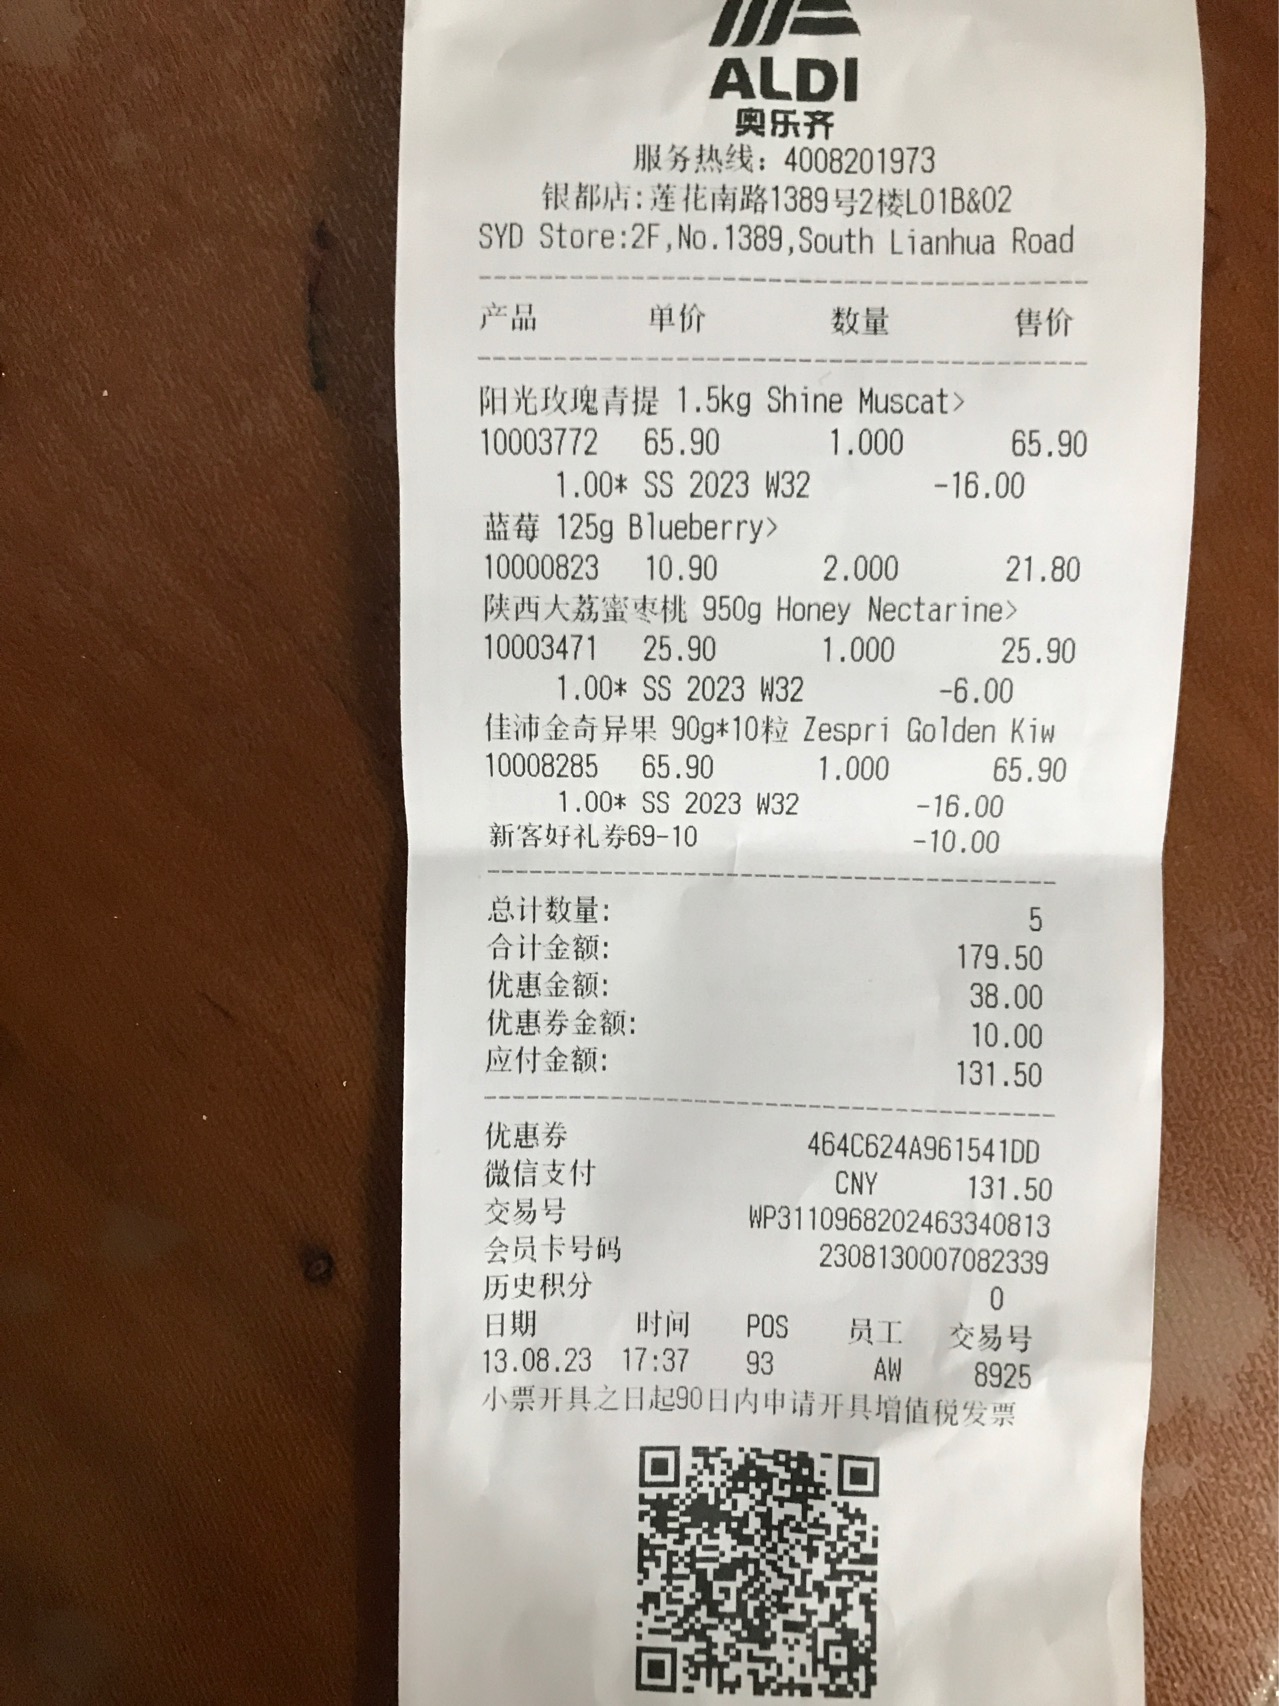 ALDI
奥乐齐
服务热线：4008201973
银都店:莲花南路1389号2楼L01B&02
SYD Store:2F,No.1389,South Lianhua Road
产品 单价 数量 售价
阳光玫瑰青提 1.5kg Shine Muscat>
10003772 65.90 1.000 65.90
1.00* SS 2023 W32 -16.00
蓝莓 125g Blueberry>
10000823 10.90 2.000 21.80
陕西大荔蜜枣桃 950g Honey Nectarine>
10003471 25.90 1.000 25.90
1.00* SS 2023 W32 -6.00
佳沛金奇异果 90g*10粒 Zespri Golden Kiw
10008285 65.90 1.000 65.90
1.00* SS 2023 W32 -16.00
新客好礼券69-10 -10.00
总计数量: 5
合计金额: 179.50
优惠金额: 38.00
优惠券金额: 10.00
应付金额: 131.50
优惠券 464C624A961541DD
微信支付 CNY 131.50
交易号 WP3110968202463340813
会员卡号码 2308130007082339
历史积分 0
日期 时间 POS 员工 交易号
13.08.23 17:37 93 AW 8925
小票开具之日起90日内申请开具增值税发票